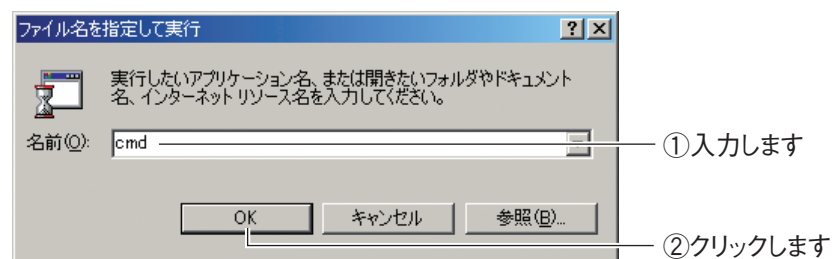 ファイル名を指定して実行
実行したいアプリケーション名、または開きたいフォルダやドキュメント
名、インターネット リソース名を入力してください。
名前(O): cmd
①入力します
OK キャンセル 参照(B)...
②クリックします